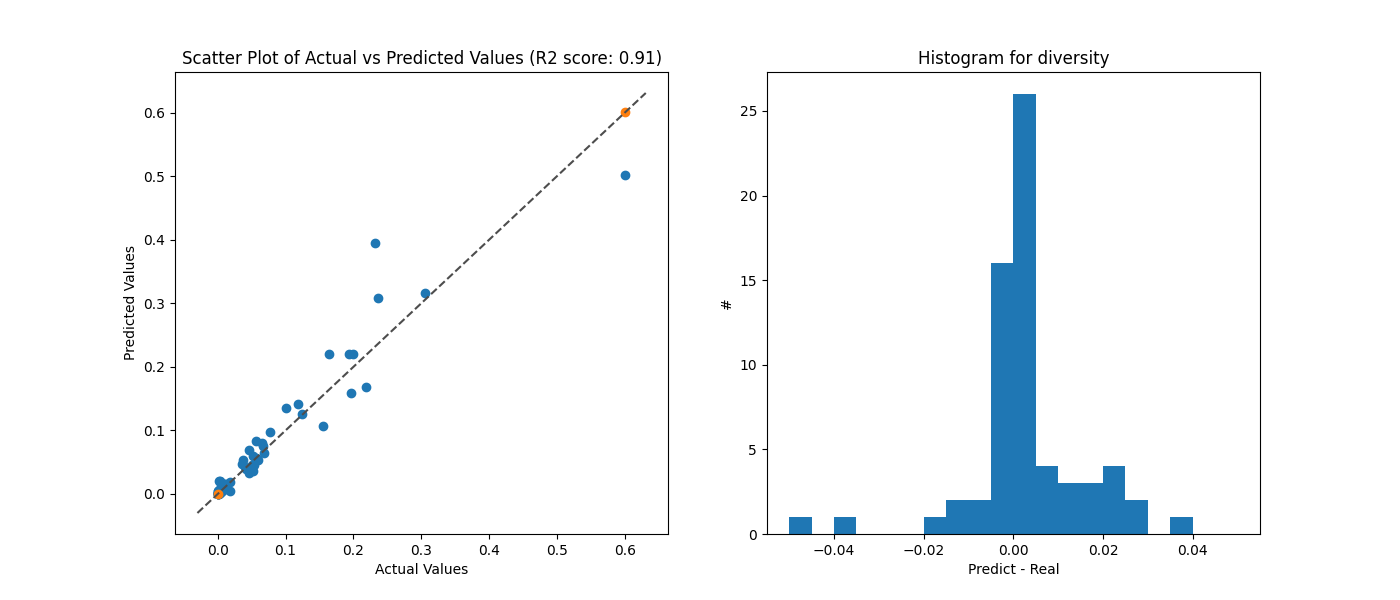 Scatter Plot of Actual vs Predicted Values (R2 score: 0.91)
0.6
0.5
0.4
0.3
0.2
0.1
0.0
Predicted Values
0.0 0.1 0.2 0.3 0.4 0.5 0.6
Actual Values
Histogram for diversity
25
20
15
10
5
0
#
−0.04 −0.02 0.00 0.02 0.04
Predict - Real